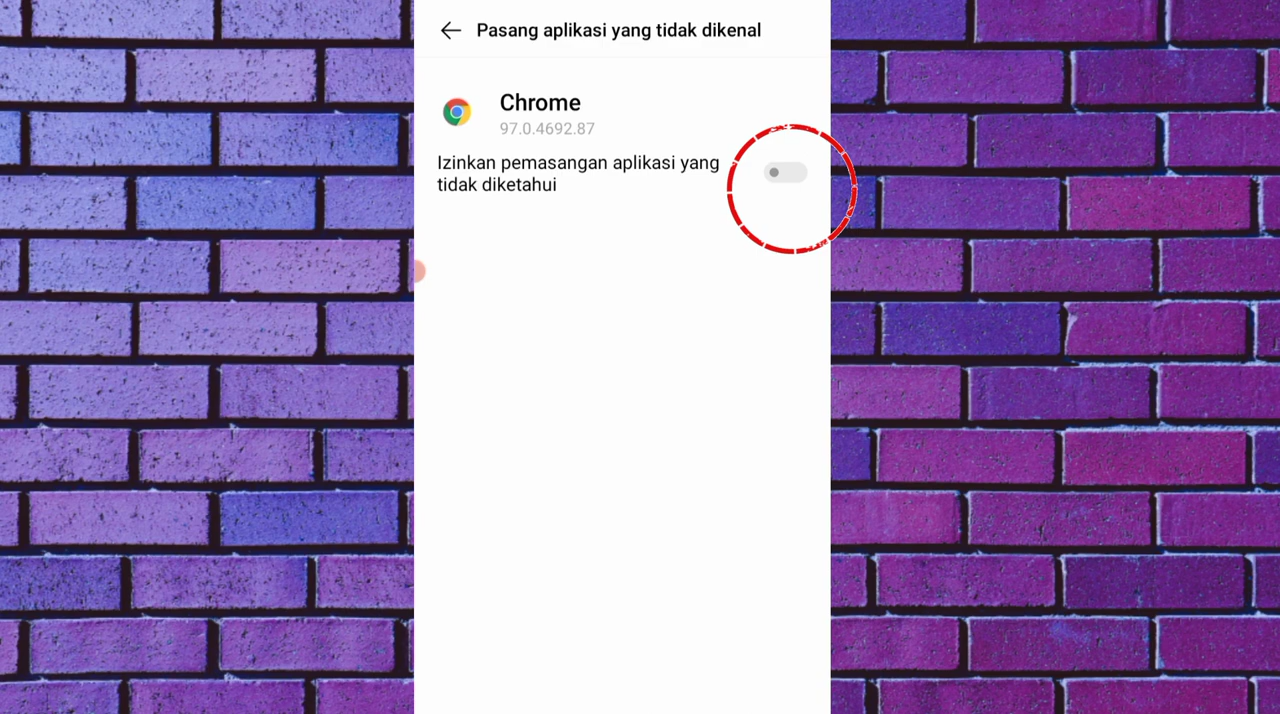 Pasang aplikasi yang tidak dikenal
Chrome
97.0.4692.87
Izinkan pemasangan aplikasi yang
tidak diketahui